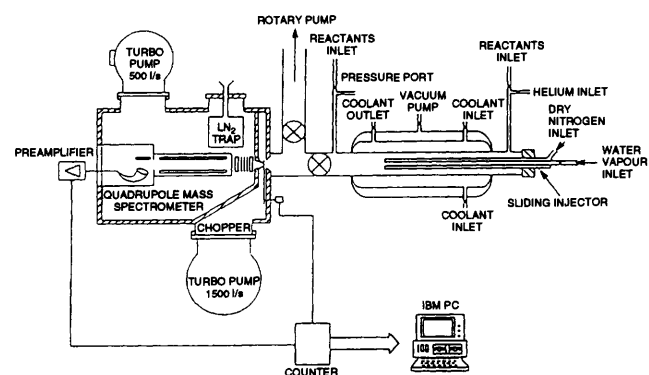 ROTARY PUMP
TURBO
PUMP
500 l/s
REACTANTS
INLET
REACTANTS
INLET
PRESSURE PORT
HELIUM INLET
COOLANT
OUTLET
VACUUM
PUMP
COOLANT
INLET
DRY
NITROGEN
INLET
LN2
TRAP
PREAMPLIFIER
WATER
VAPOUR
INLET
QUADRUPOLE MASS
SPECTROMETER
SLIDING INJECTOR
COOLANT
INLET
CHOPPER
TURBO PUMP
1500 l/s
IBM PC
COUNTER